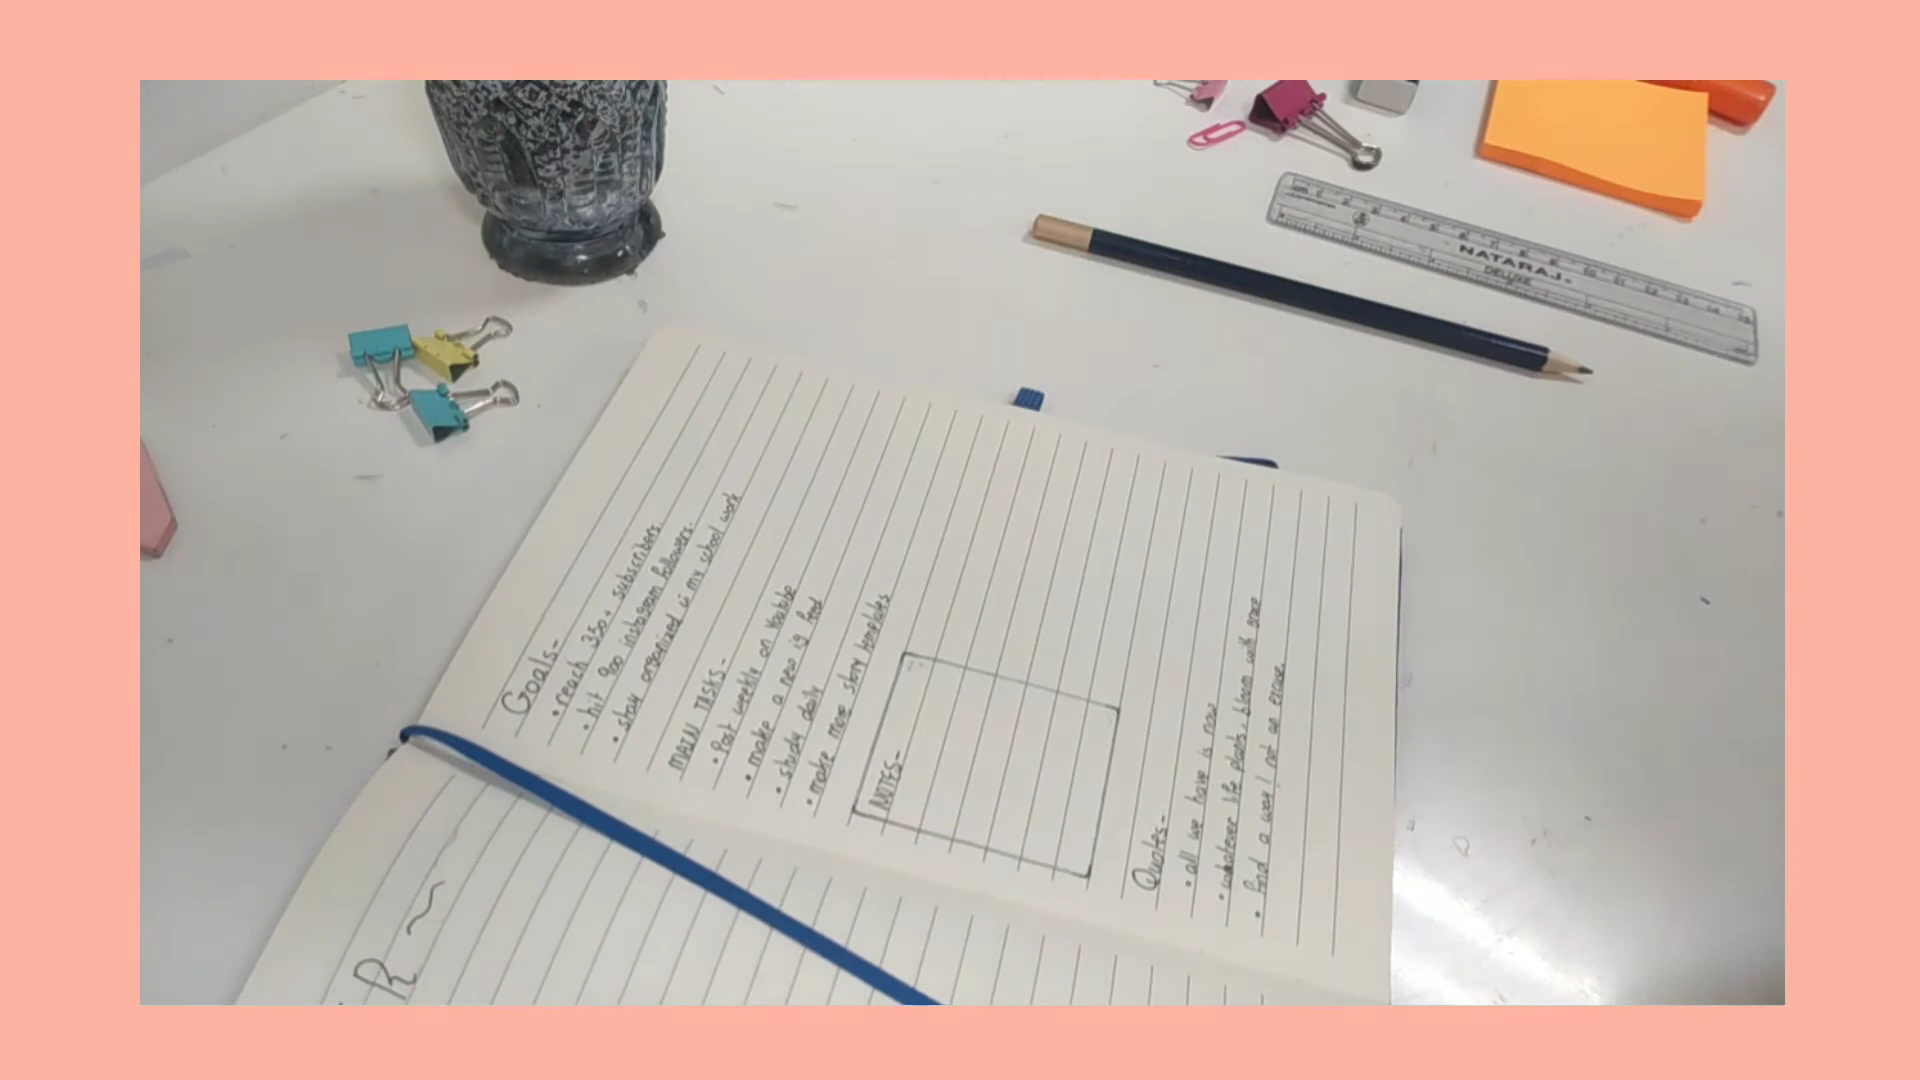 Goals-
• reach 350+ subscribers.
• hit 900 instagram followers.
• stay organized in my school work
MAIN TASKS-
• Post weekly on Youtube
• make a new ig feed
• study daily
• make more story templates
NOTES-
Quotes-
• all we have is now
• whatever life plants, bloom with grace
• find a way! not an excuse.
R ~
NATARAJ
DELUXE